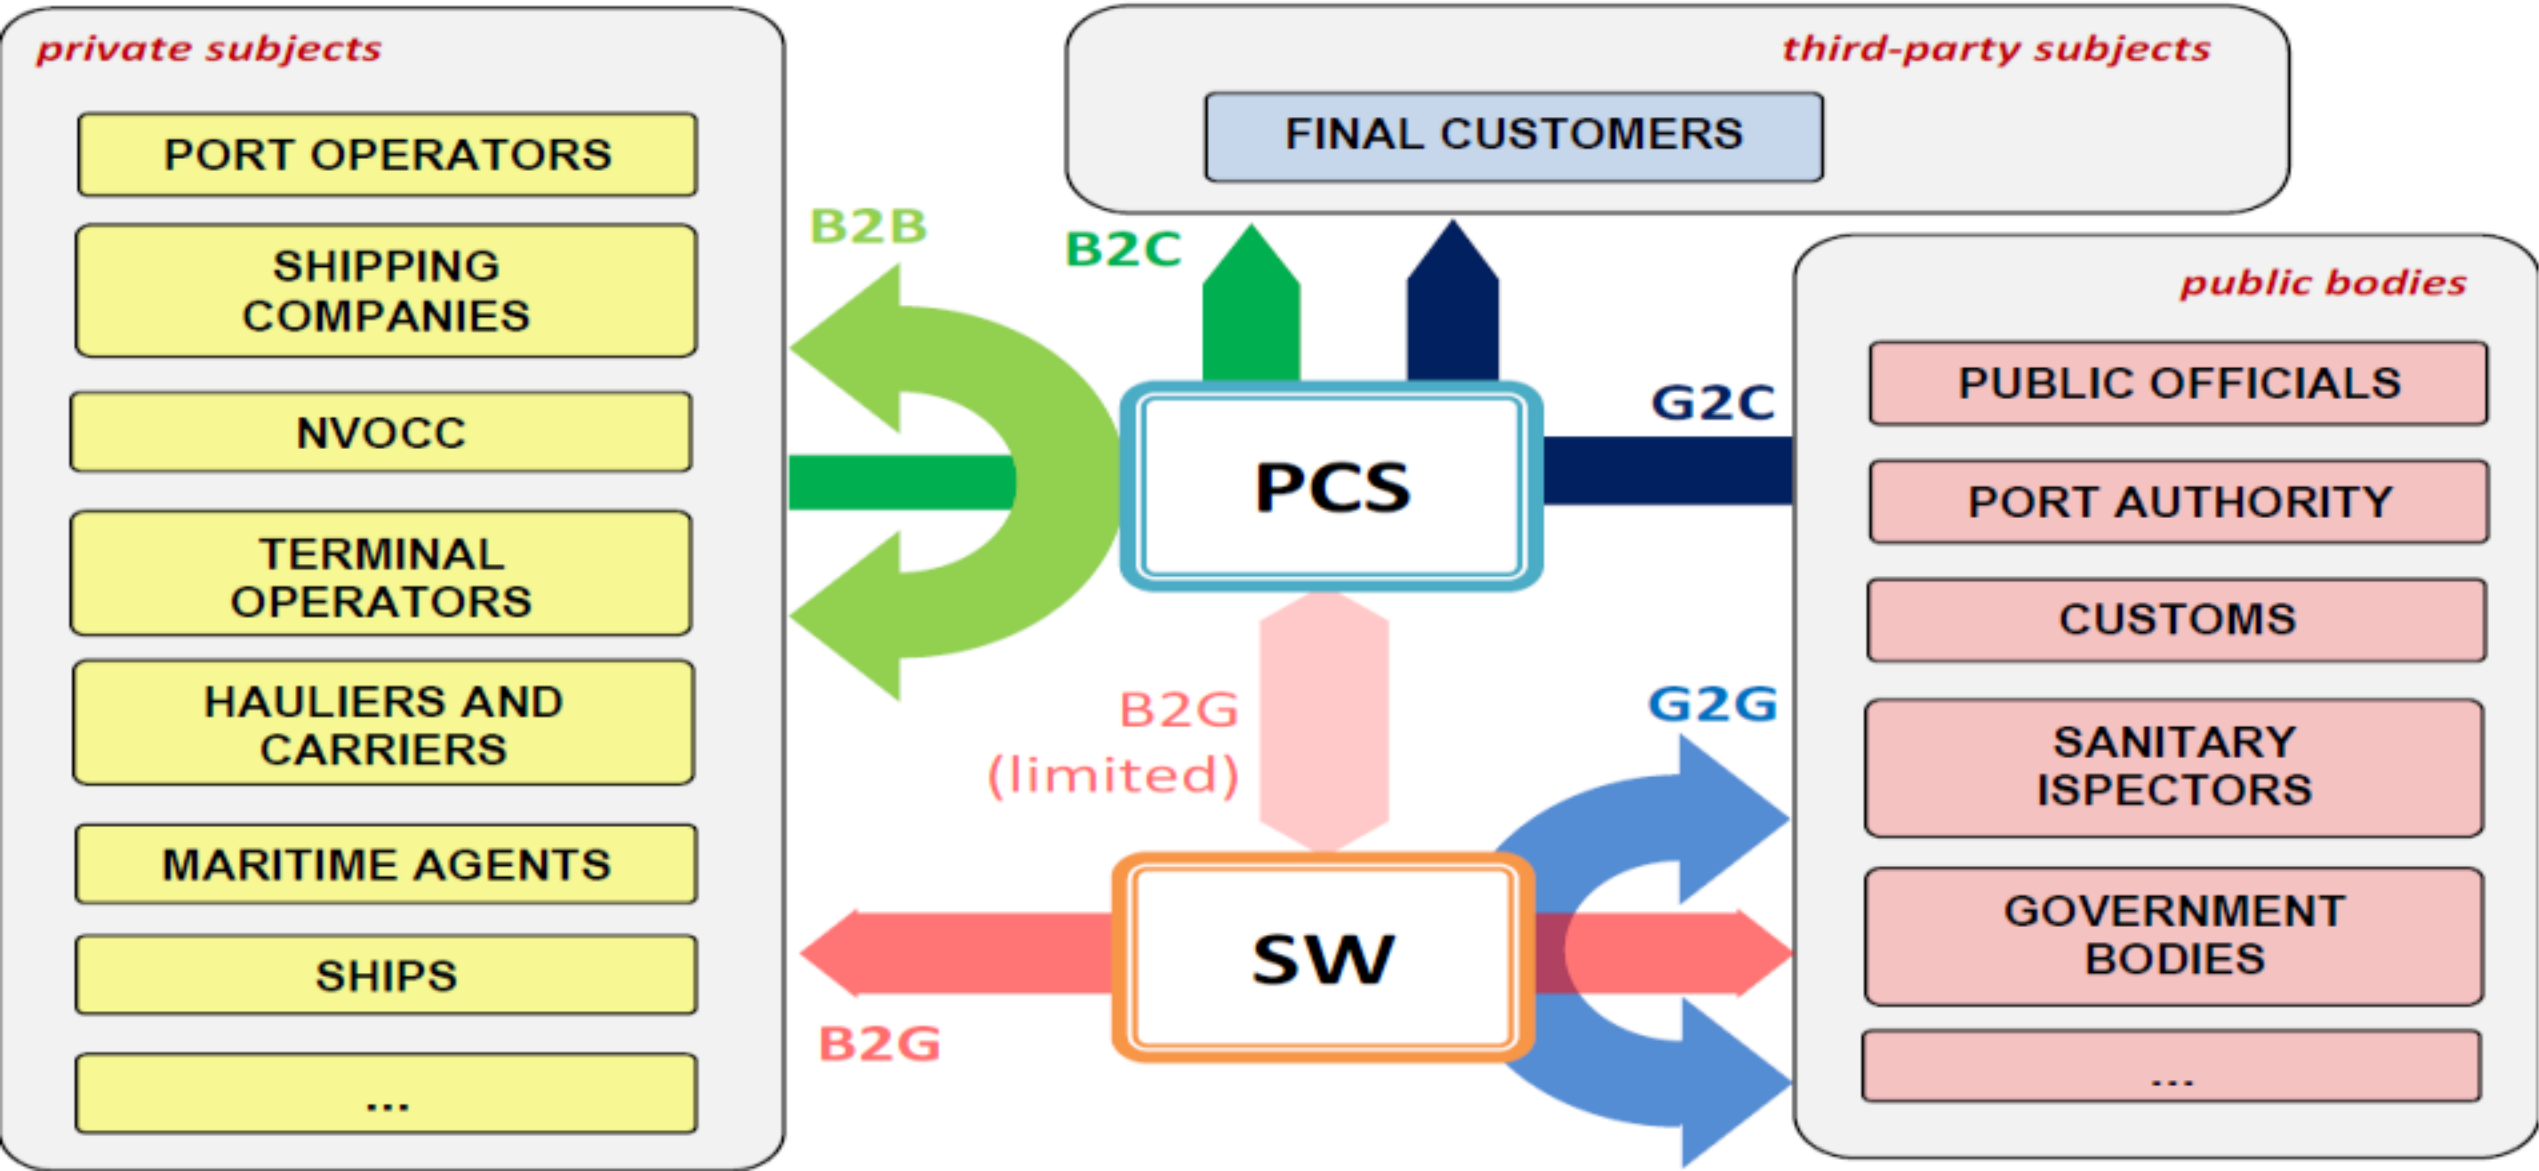 private subjects
PORT OPERATORS
SHIPPING
COMPANIES
NVOCC
TERMINAL
OPERATORS
HAULIERS AND
CARRIERS
MARITIME AGENTS
SHIPS
...
third-party subjects
FINAL CUSTOMERS
B2B
B2C
G2C
PCS
B2G
(limited)
G2G
SW
B2G
public bodies
PUBLIC OFFICIALS
PORT AUTHORITY
CUSTOMS
SANITARY
ISPECTORS
GOVERNMENT
BODIES
...